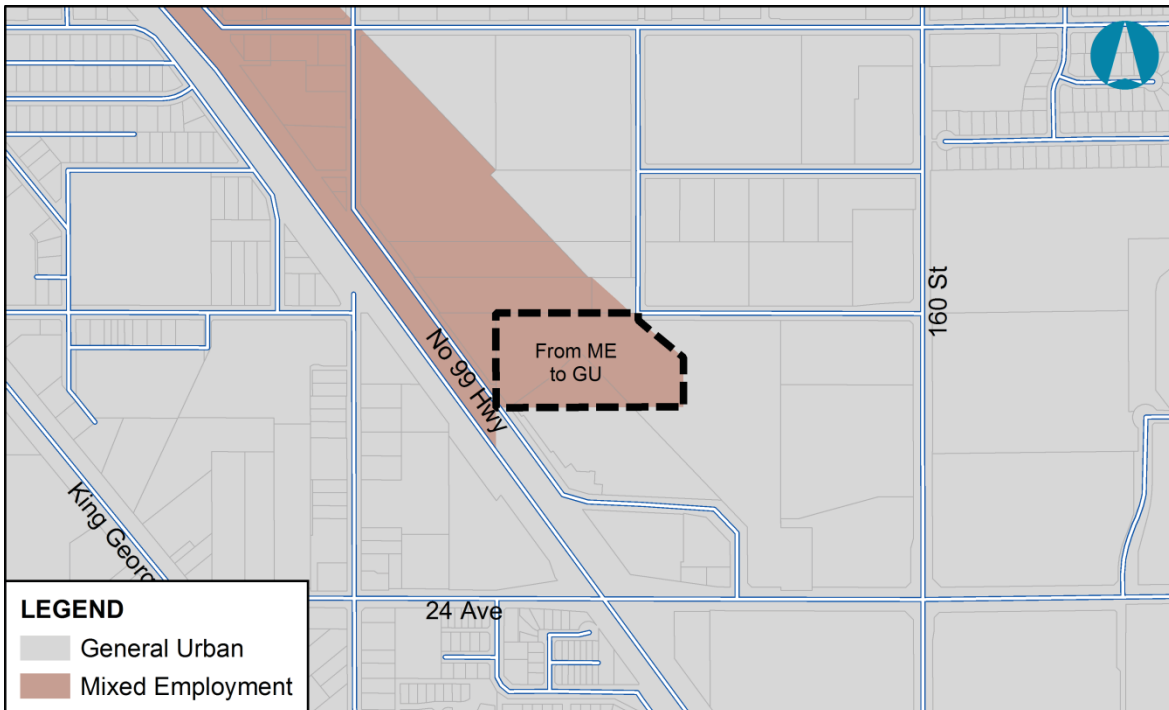 160 St
From ME
to GU
No 99 Hwy
King Georg
24 Ave
LEGEND
General Urban
Mixed Employment